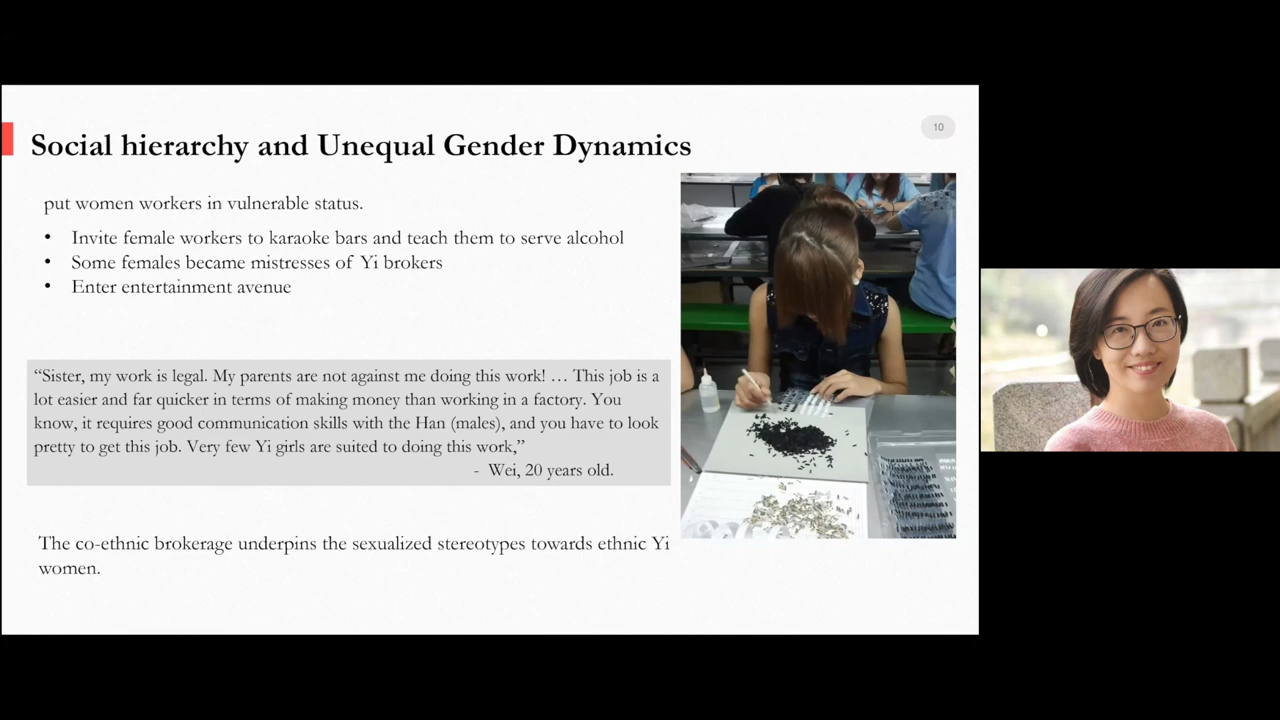 10
Social hierarchy and Unequal Gender Dynamics
put women workers in vulnerable status.
• Invite female workers to karaoke bars and teach them to serve alcohol
• Some females became mistresses of Yi brokers
• Enter entertainment avenue
“Sister, my work is legal. My parents are not against me doing this work! … This job is a
lot easier and far quicker in terms of making money than working in a factory. You
know, it requires good communication skills with the Han (males), and you have to look
pretty to get this job. Very few Yi girls are suited to doing this work,”
- Wei, 20 years old.
The co-ethnic brokerage underpins the sexualized stereotypes towards ethnic Yi
women.